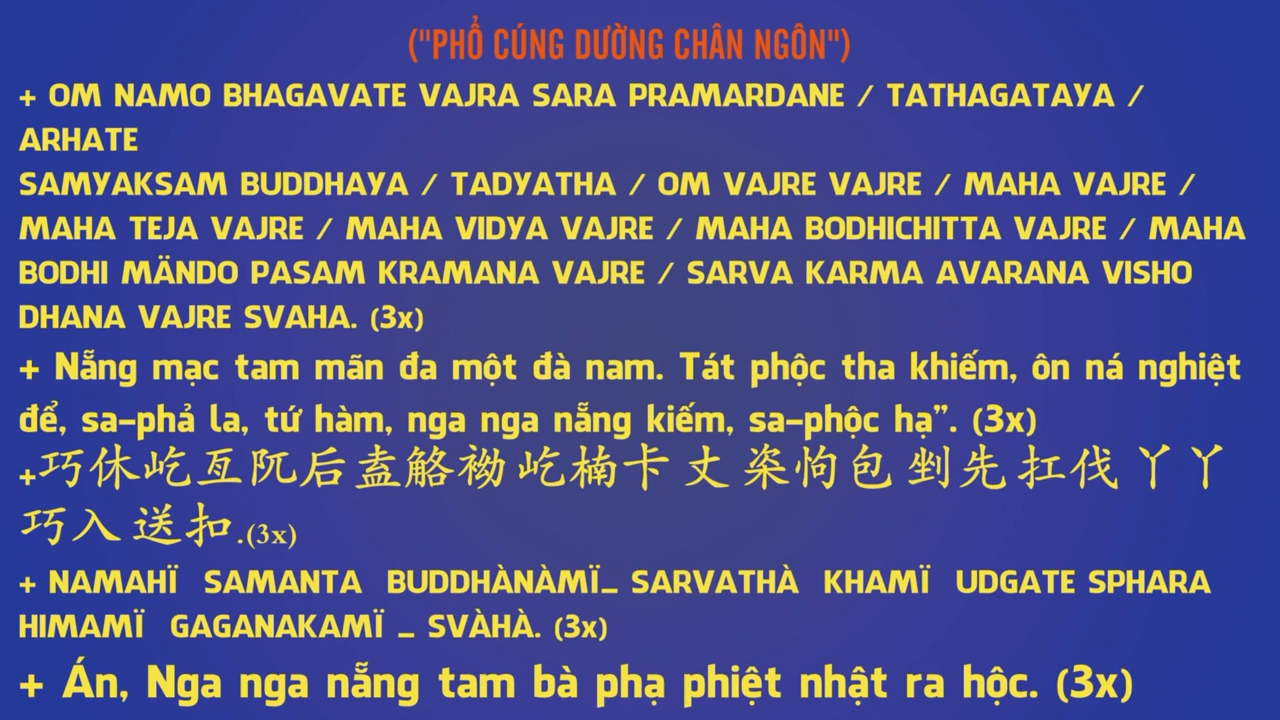 ("PHỔ CÚNG DƯỜNG CHÂN NGÔN")
+ OM NAMO BHAGAVATE VAJRA SARA PRAMARDANE / TATHAGATAYA /
ARHATE
SAMYAKSAM BUDDHAYA / TADYATHA / OM VAJRE VAJRE / MAHA VAJRE /
MAHA TEJA VAJRE / MAHA VIDYA VAJRE / MAHA BODHICHITTA VAJRE / MAHA
BODHI MÄNDO PASAM KRAMANA VAJRE / SARVA KARMA AVARANA VISHO
DHANA VAJRE SVAHA. (3x)
+ Nẵng mạc tam mãn đa một đà nam. Tát phộc tha khiếm, ôn ná nghiệt
để, sa-phả la, tứ hàm, nga nga nẵng kiếm, sa-phộc hạ”. (3x)
+巧休屹亙阢后盍觡袎屹楠卡丈 栥怐包 剉先扛伐 丫丫
巧入送扣.(3x)
+ NAMAHÏ SAMANTA BUDDHÀNÀMÏ_ SARVATHÀ KHAMÏ UDGATE SPHARA
HIMAMÏ GAGANAKAMÏ _ SVÀHÀ. (3x)
+ Án, Nga nga nẵng tam bà phạ phiệt nhật ra hộc. (3x)